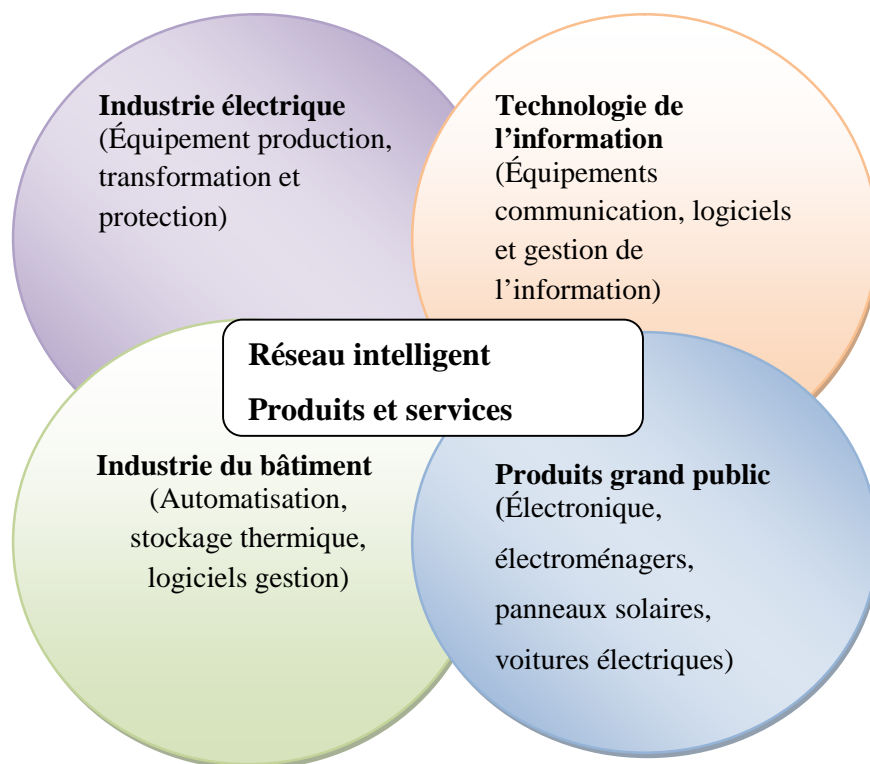 Industrie électrique
(Équipement production,
transformation et
protection)
Technologie de
l’information
(Équipements
communication, logiciels
et gestion de
l’information)
Réseau intelligent
Produits et services
Industrie du bâtiment
(Automatisation,
stockage thermique,
logiciels gestion)
Produits grand public
(Électronique,
électroménagers,
panneaux solaires,
voitures électriques)